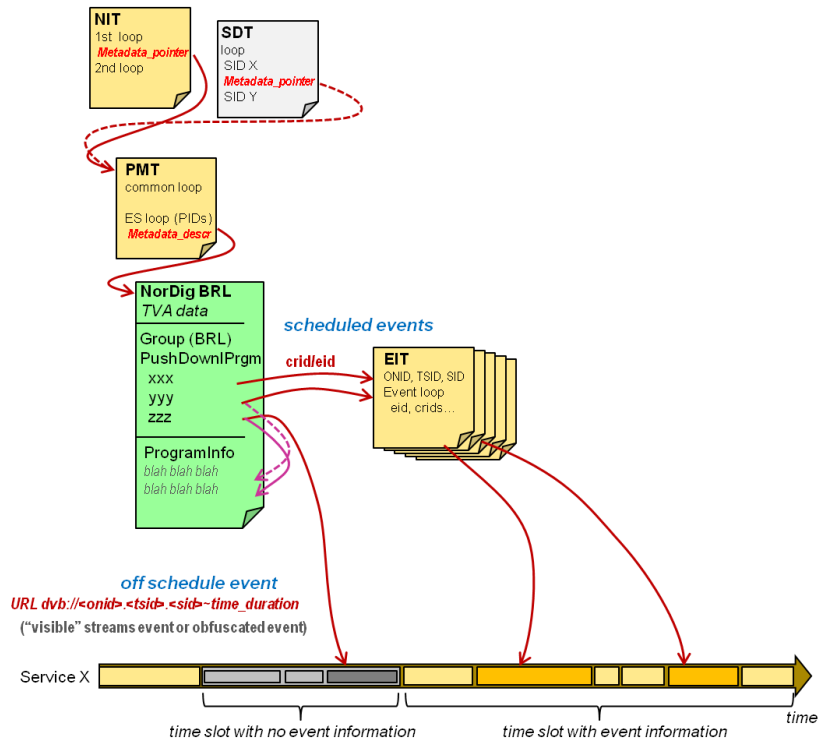 NIT
1st loop
Metadata_pointer
2nd loop
SDT
loop
SID X
Metadata_pointer
SID Y
PMT
common loop
ES loop (PIDs)
Metadata_descr
NorDig BRL
TVA data
Group (BRL)
PushDownlPrgm
xxx
yyy
zzz
ProgramInfo
blah blah blah
blah blah blah
scheduled events
crid/eid
EIT
ONID, TSID, SID
Event loop
eid, crids...
off schedule event
URL dvb://<onid>.<tsid>.<sid>~time_duration
("visible" streams event or obfuscated event)
Service X
time
time slot with no event information
time slot with event information